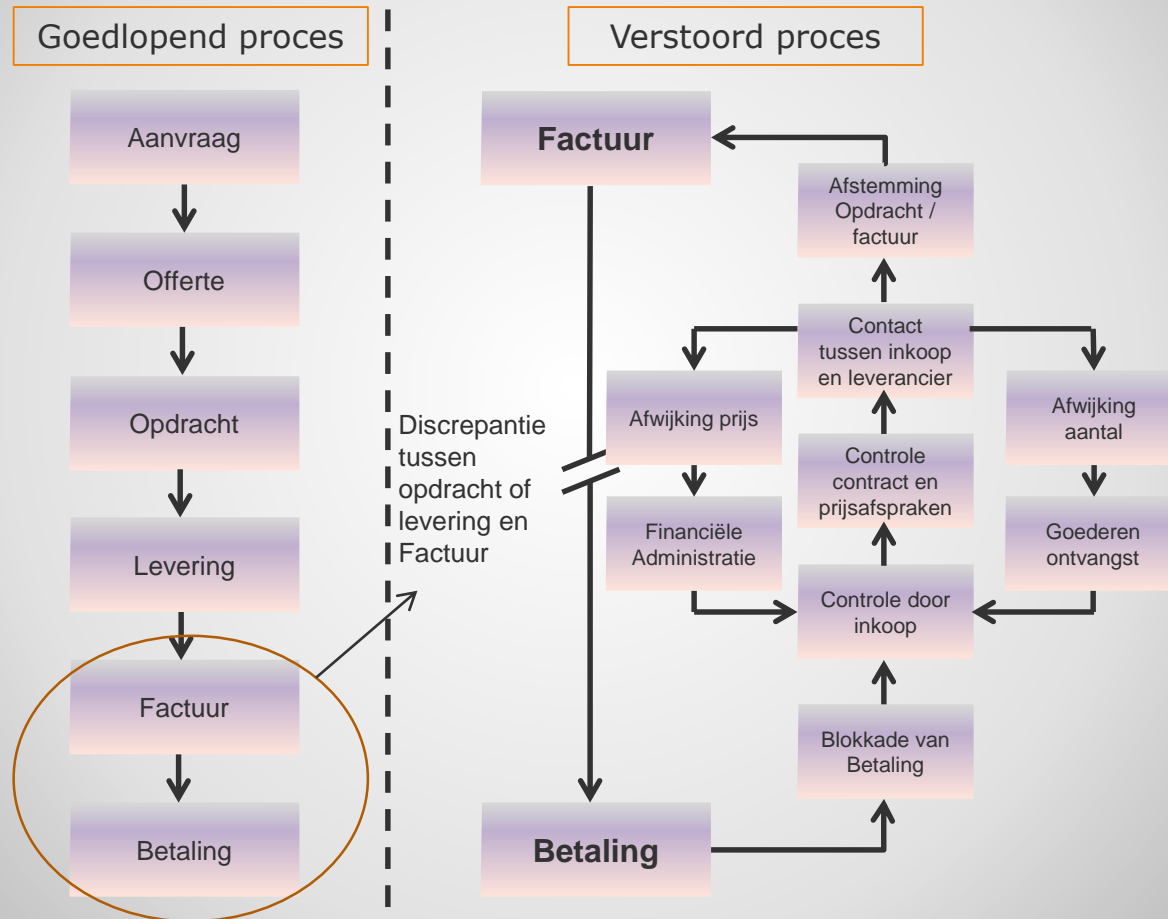 Goedlopend proces
Aanvraag
Offerte
Opdracht
Levering
Factuur
Betaling
Discrepantie
tussen
opdracht of
levering en
Factuur
Verstoord proces
Factuur
Afstemming
Opdracht /
factuur
Contact
tussen inkoop
en leverancier
Afwijking prijs
Afwijking
aantal
Controle
contract en
prijsafspraken
Financiële
Administratie
Goederen
ontvangst
Controle door
inkoop
Blokkade van
Betaling
Betaling